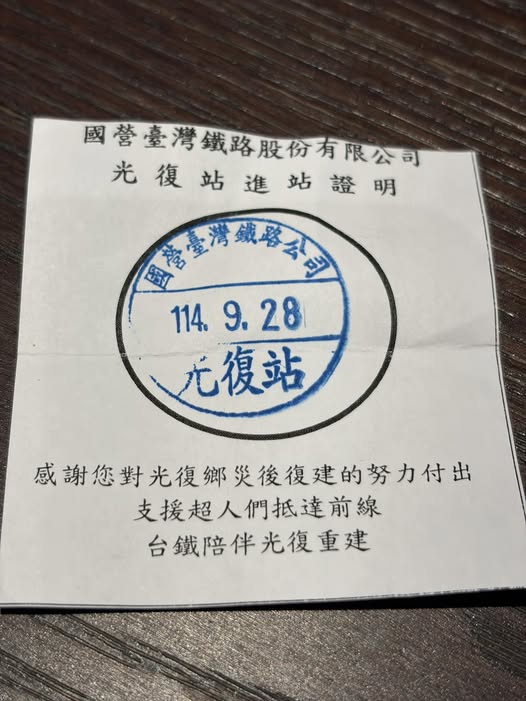 國營臺灣鐵路股份有限公司
光復站進站證明
國營臺灣鐵路公司
114. 9. 28
光復站
感謝您對光復鄉災後復建的努力付出
支援超人們抵達前線
台鐵陪伴光復重建